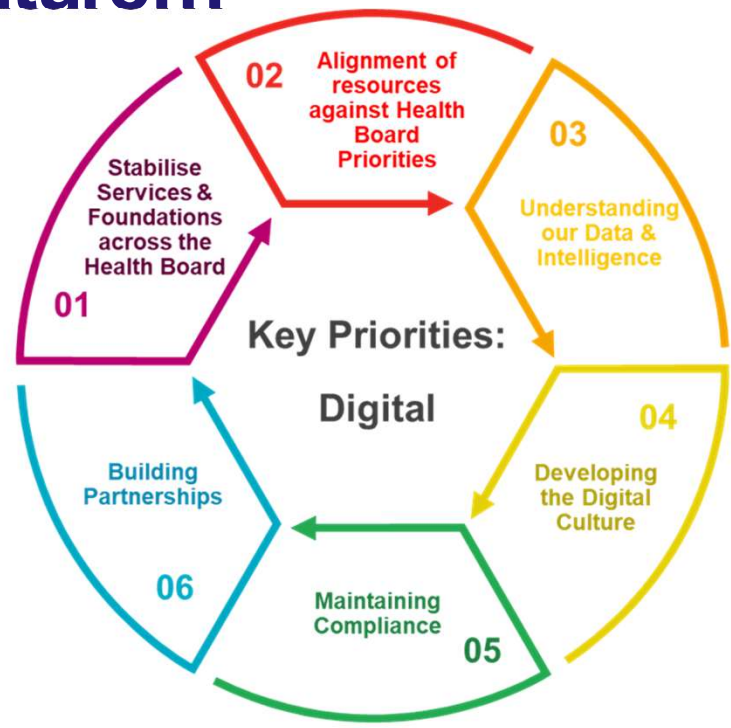 02
Alignment of
resources
against Health
Board
Priorities
03
Understanding
our Data &
Intelligence
Stabilise
Services &
Foundations
across the
Health Board
01
Key Priorities:
Digital
04
Developing
the Digital
Culture
Building
Partnerships
06
Maintaining
Compliance
05